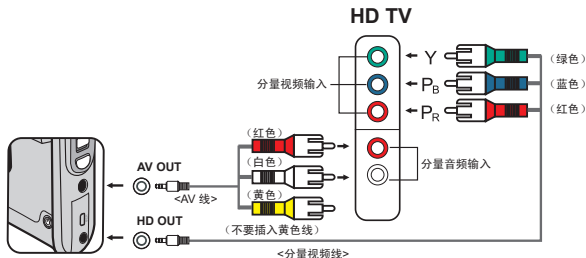 HD TV
Y
（绿色）
分量视频输入
PB
（蓝色）
PR
（红色）
（红色）
AV OUT
（白色）
分量音频输入
<AV 线>
（黄色）
HD OUT
（不要插入黄色线）
<分量视频线>